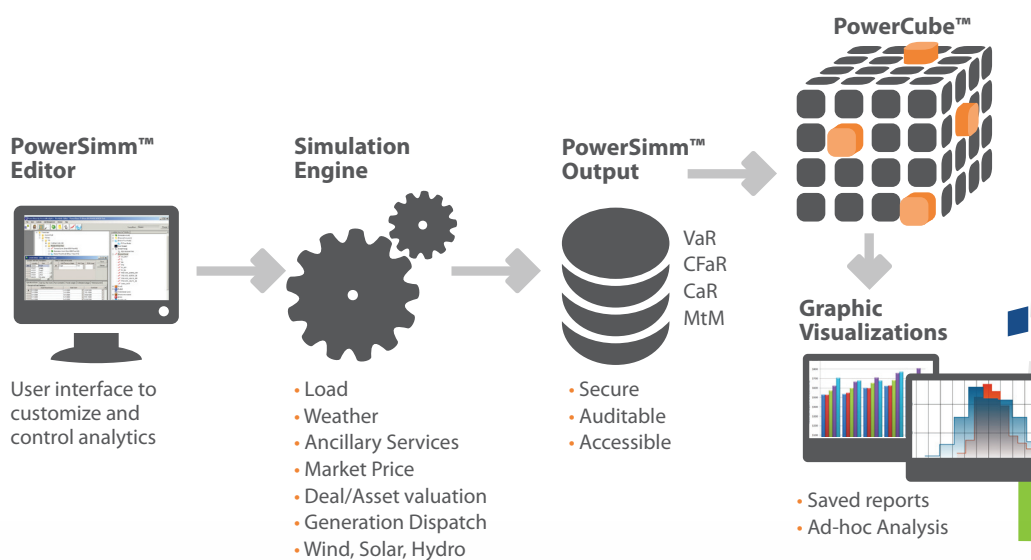 PowerCube™
PowerSimm™
Editor
Simulation
Engine
PowerSimm™
Output
VaR
CFaR
CaR
MtM
Graphic
Visualizations
User interface to
customize and
control analytics
• Load
• Weather
• Ancillary Services
• Market Price
• Deal/Asset valuation
• Generation Dispatch
• Wind, Solar, Hydro
• Secure
• Auditable
• Accessible
• Saved reports
• Ad-hoc Analysis